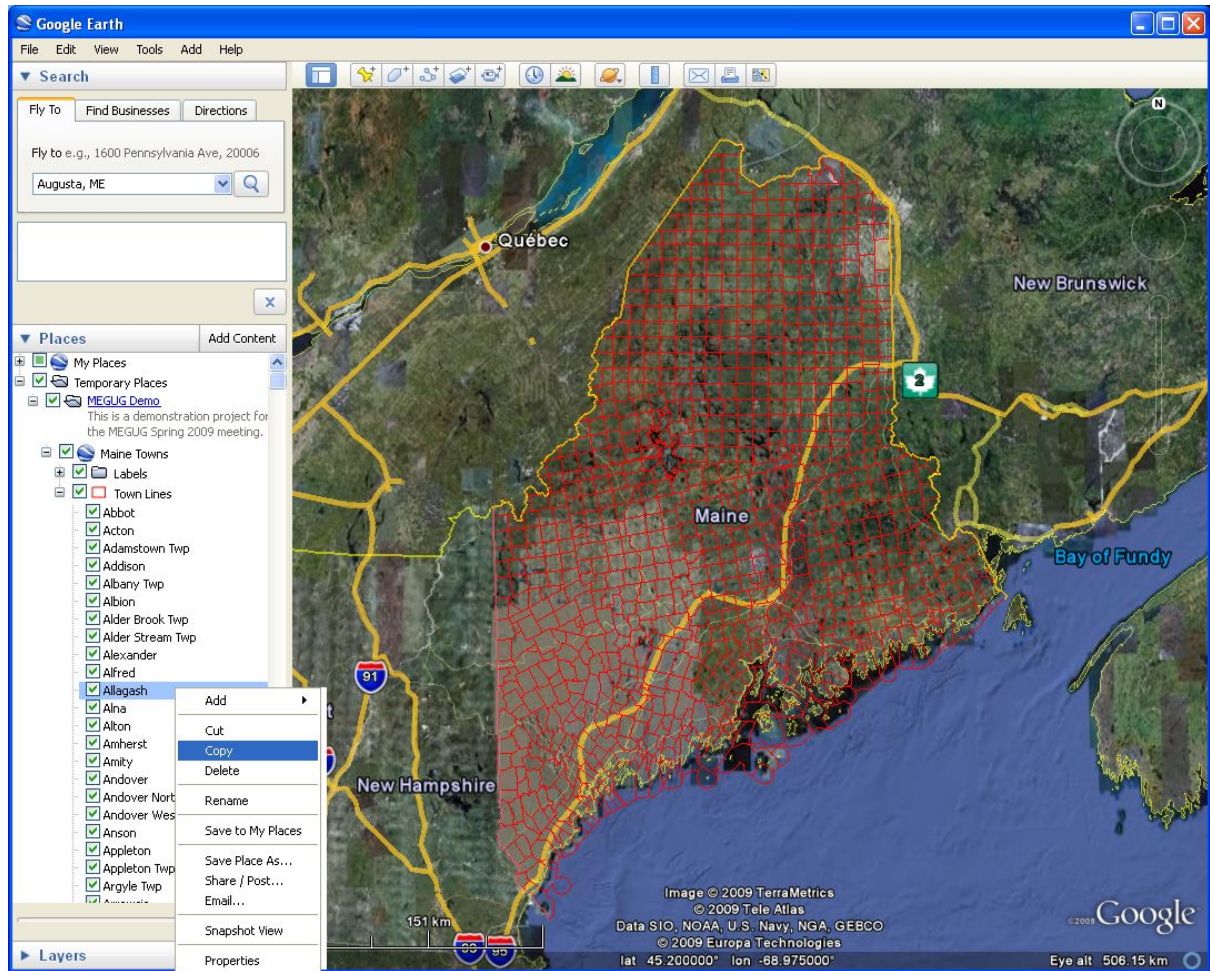 Google Earth
File Edit View Tools Add Help
Search
Fly To Find Businesses Directions
Fly to e.g., 1600 Pennsylvania Ave, 20006
Augusta, ME
Places Add Content
My Places
Temporary Places
MEGUG Demo
This is a demonstration project for
the MEGUG Spring 2009 meeting.
Maine Towns
Labels
Town Lines
Abbot
Acton
Adamstown Twp
Addison
Albany Twp
Albion
Alder Brook Twp
Alder Stream Twp
Alexander
Alfred
Allagash
Alna
Alton
Amherst
Amity
Andover
Andover Nort
Andover Wes
Anson
Appleton
Appleton Twp
Argyle Twp
Layers
Add
Cut
Copy
Delete
Rename
Save to My Places
Save Place As...
Share / Post...
Email...
Snapshot View
Properties
N
Québec
New Brunswick
2
Maine
Bay of Fundy
91
New Hampshire
151 km
95
Image © 2009 TerraMetrics
© 2009 Tele Atlas
Data SIO, NOAA, U.S. Navy, NGA, GEBCO
© 2009 Europa Technologies
©2009 Google
lat 45.200000° lon -68.975000°
Eye alt 506.15 km